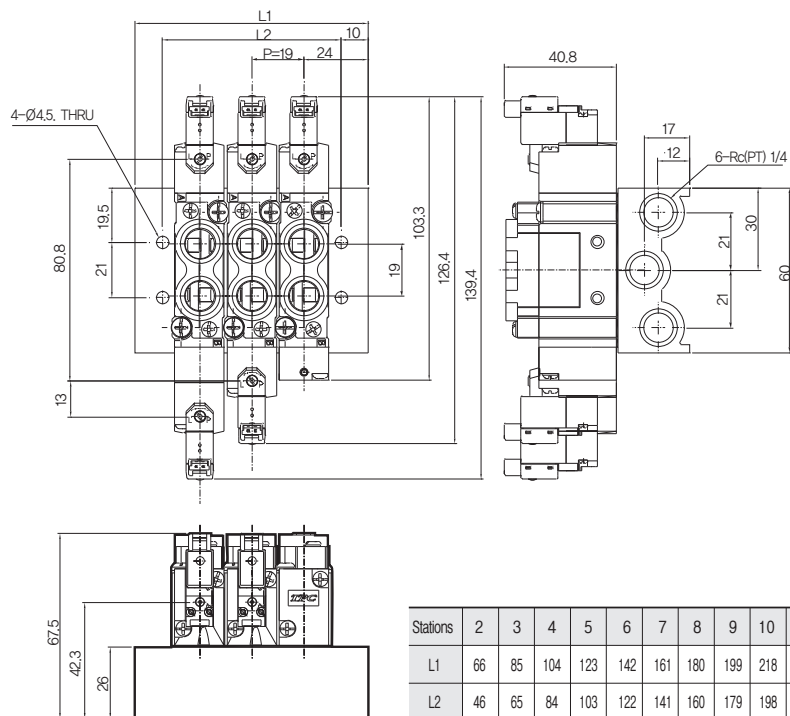 L1
L2
10
P=19
24
40.8
4-Ø4.5, THRU
17
12
6-Rc(PT) 1/4
L
P
L
P
L
P
A
A
A
19.5
80.8
21
19
103.3
126.4
139.4
30
21
21
60
B
B
B
13
L
P
L
67.5
42.3
26
TPC
Stations 2 3 4 5 6 7 8 9 10
L1 66 85 104 123 142 161 180 199 218
L2 46 65 84 103 122 141 160 179 198